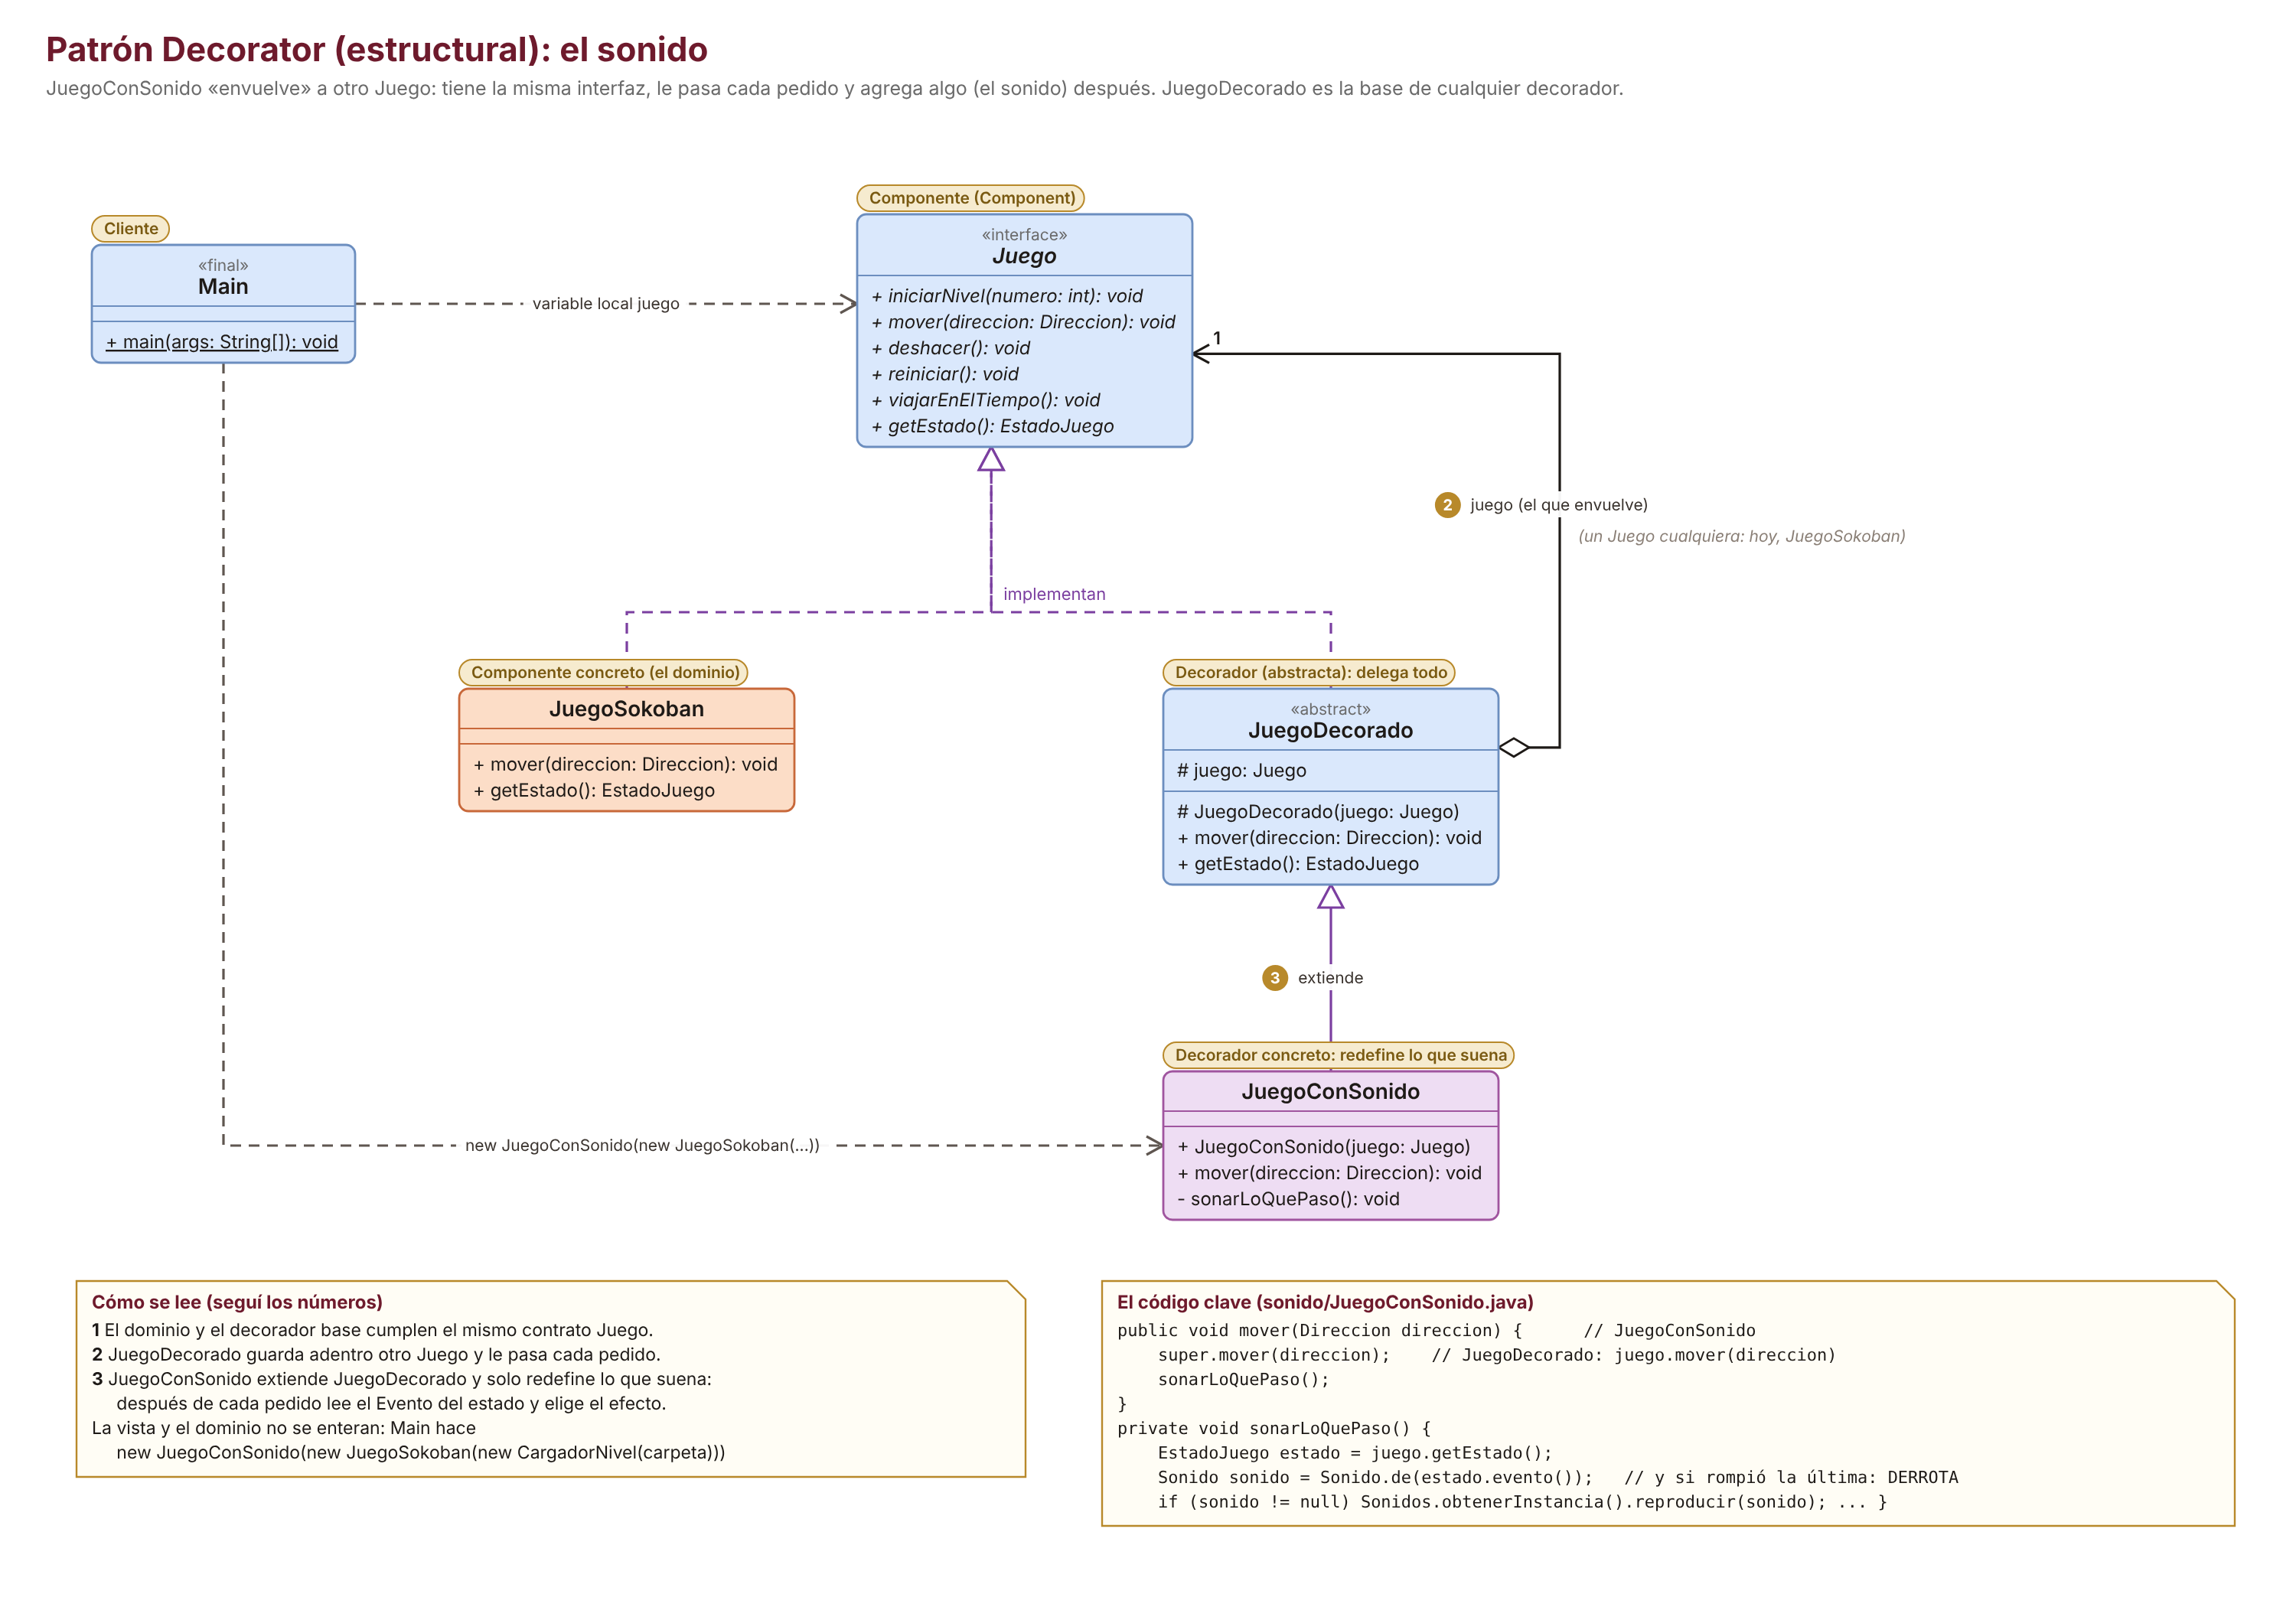 Patrón Decorator (estructural): el sonido
JuegoConSonido «envuelve» a otro Juego: tiene la misma interfaz, le pasa cada pedido y agrega algo (el sonido) después. JuegoDecorado es la base de cualquier decorador.
Componente (Component)
«interface»
Juego
+ iniciarNivel(numero: int): void
+ mover(direccion: Direccion): void
+ deshacer(): void
+ reiniciar(): void
+ viajarEnElTiempo(): void
+ getEstado(): EstadoJuego
Cliente
«final»
Main
+ main(args: String[]): void
variable local juego
1
2 juego (el que envuelve)
(un Juego cualquiera: hoy, JuegoSokoban)
implementan
Componente concreto (el dominio)
JuegoSokoban
+ mover(direccion: Direccion): void
+ getEstado(): EstadoJuego
Decorador (abstracta): delega todo
«abstract»
JuegoDecorado
# juego: Juego
# JuegoDecorado(juego: Juego)
+ mover(direccion: Direccion): void
+ getEstado(): EstadoJuego
3 extiende
Decorador concreto: redefine lo que suena
JuegoConSonido
+ JuegoConSonido(juego: Juego)
+ mover(direccion: Direccion): void
- sonarLoQuePaso(): void
new JuegoConSonido(new JuegoSokoban(...))
Cómo se lee (seguí los números)
1 El dominio y el decorador base cumplen el mismo contrato Juego.
2 JuegoDecorado guarda adentro otro Juego y le pasa cada pedido.
3 JuegoConSonido extiende JuegoDecorado y solo redefine lo que suena:
después de cada pedido lee el Evento del estado y elige el efecto.
La vista y el dominio no se enteran: Main hace
new JuegoConSonido(new JuegoSokoban(new CargadorNivel(carpeta)))
El código clave (sonido/JuegoConSonido.java)
public void mover(Direccion direccion) {      // JuegoConSonido
    super.mover(direccion);    // JuegoDecorado: juego.mover(direccion)
    sonarLoQuePaso();
}
private void sonarLoQuePaso() {
    EstadoJuego estado = juego.getEstado();
    Sonido sonido = Sonido.de(estado.evento());   // y si rompió la última: DERROTA
    if (sonido != null) Sonidos.obtenerInstancia().reproducir(sonido); ... }